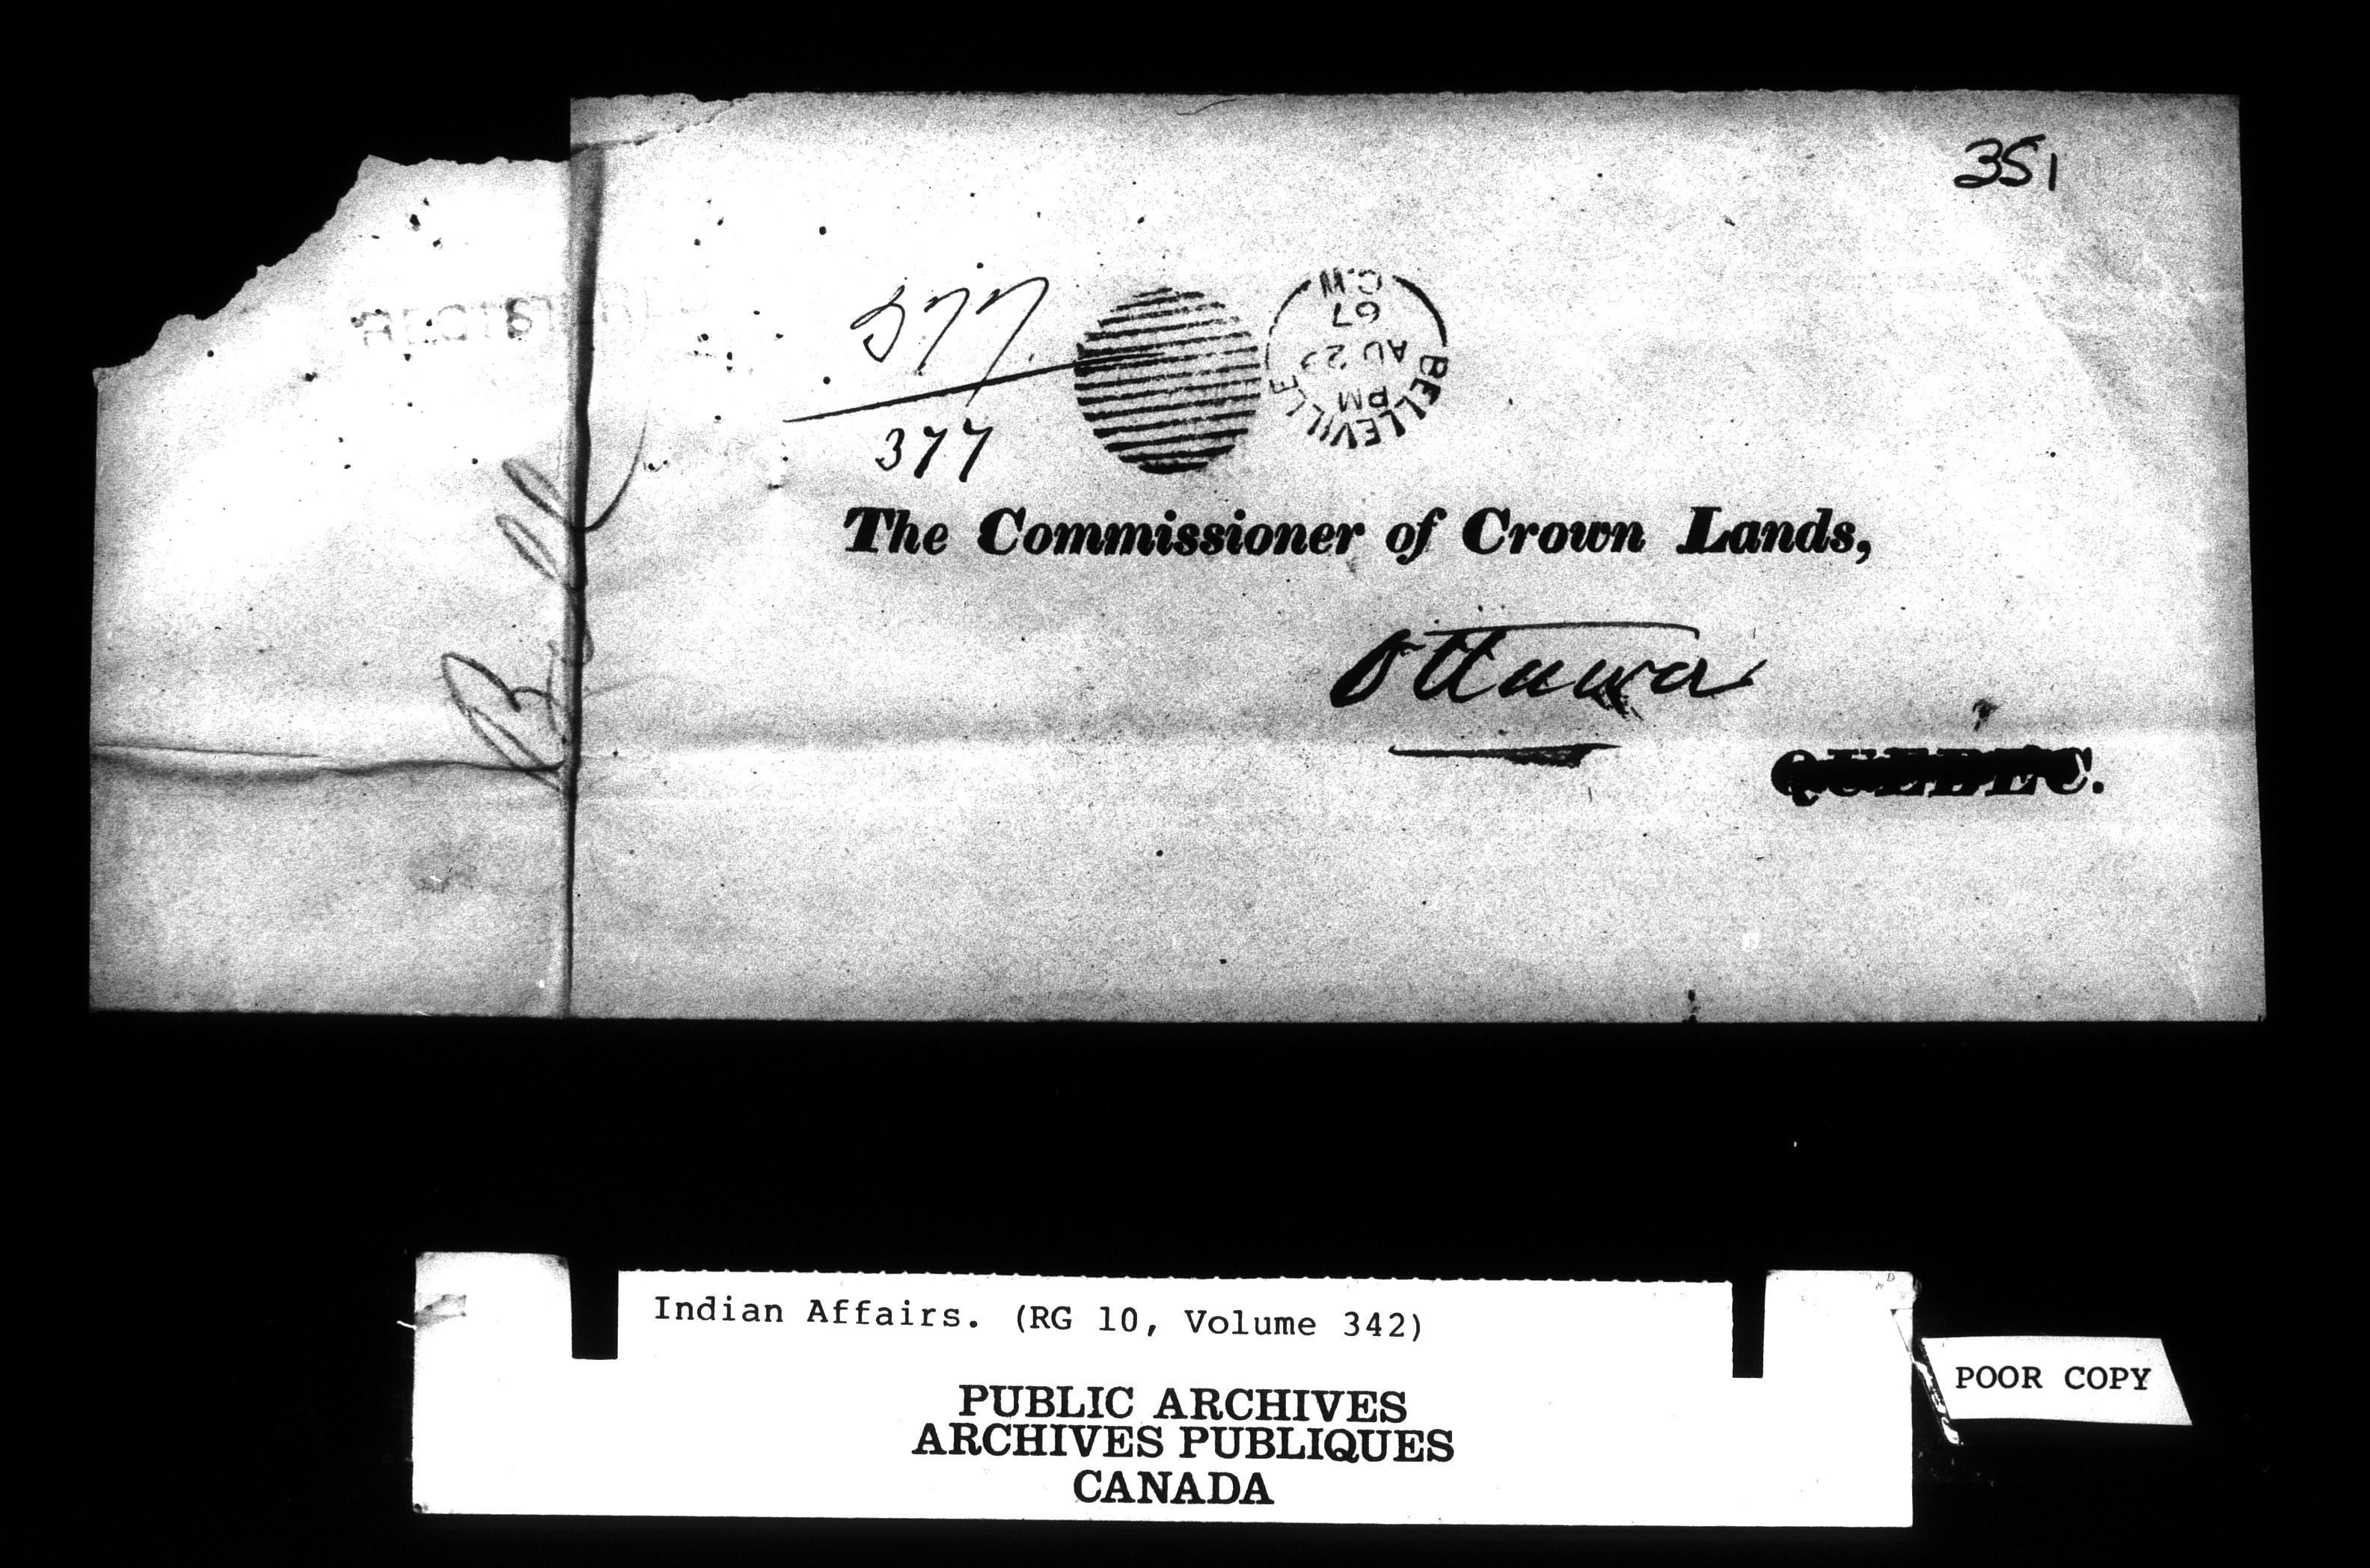 351
377
377
BELLEVILLE
PM
AU 23
67
C.W
Bell
The Commissioner of Crown Lands,
Ottawa
QUEBEC.
Indian Affairs. (RG 10, Volume 342)
PUBLIC ARCHIVES
ARCHIVES PUBLIQUES
CANADA
POOR COPY